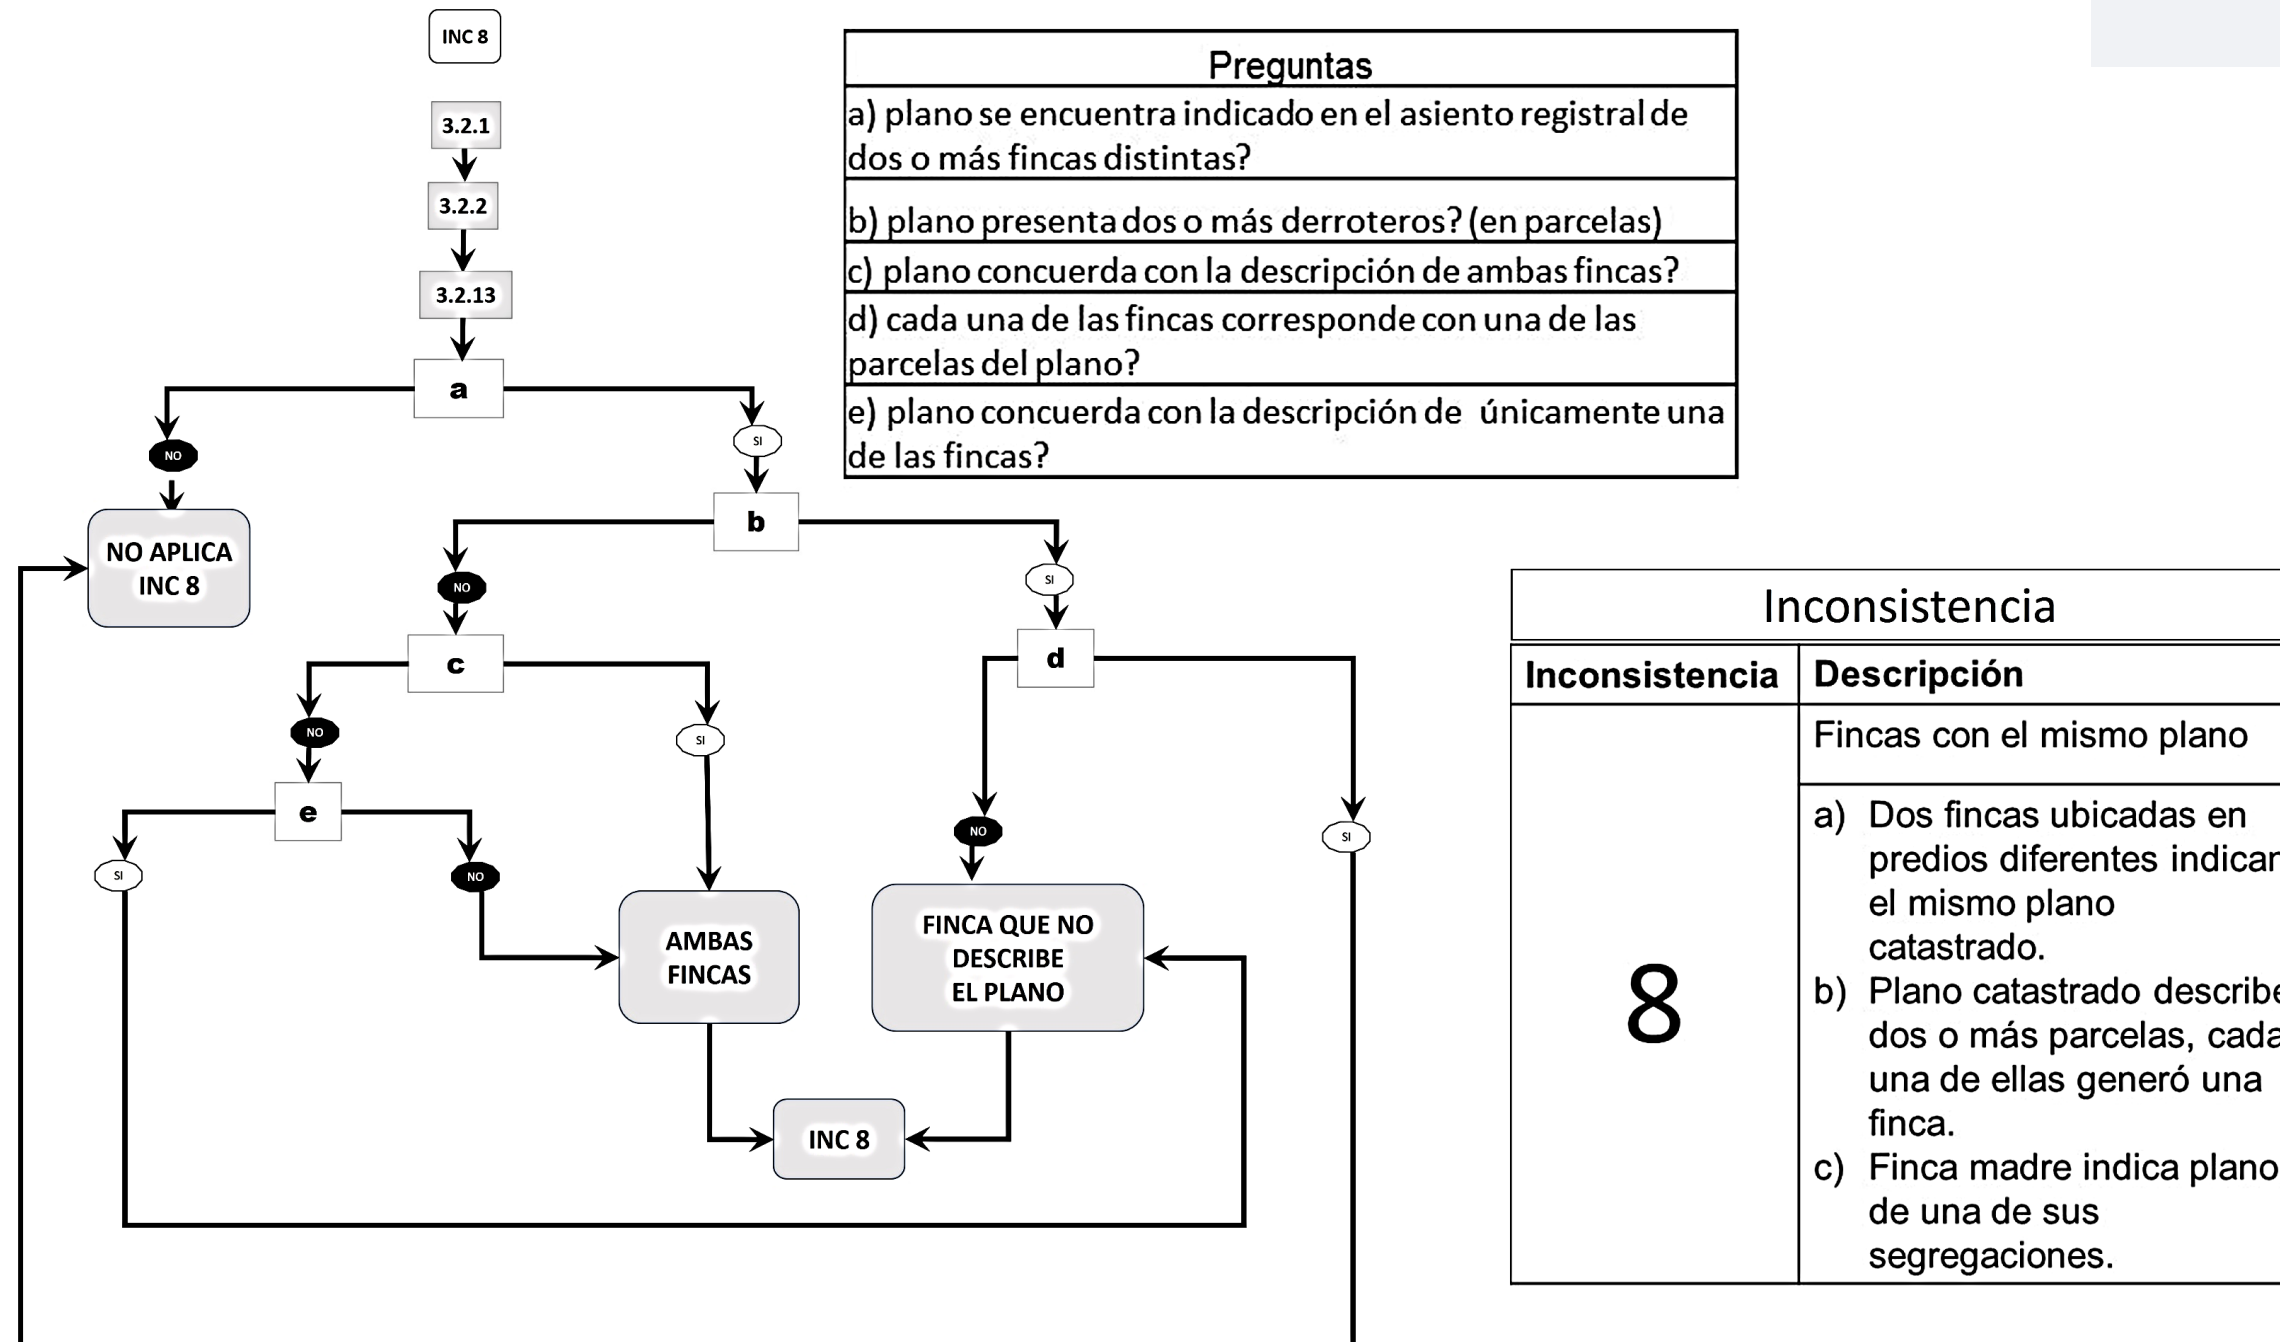 INC 8
3.2.1
3.2.2
3.2.13
a
NO
SI
NO APLICA
INC 8
b
NO
SI
c
d
NO
SI
NO
SI
e
SI
NO
AMBAS
FINCAS
FINCA QUE NO
DESCRIBE
EL PLANO
INC 8
Preguntas
a) plano se encuentra indicado en el asiento registral de
dos o más fincas distintas?
b) plano presenta dos o más derroteros? (en parcelas)
c) plano concuerda con la descripción de ambas fincas?
d) cada una de las fincas corresponde con una de las
parcelas del plano?
e) plano concuerda con la descripción de únicamente una
de las fincas?
Inconsistencia
Inconsistencia
Descripción
8
Fincas con el mismo plano
a) Dos fincas ubicadas en
predios diferentes indican
el mismo plano
catastrado.
b) Plano catastrado describe
dos o más parcelas, cada
una de ellas generó una
finca.
c) Finca madre indica plano
de una de sus
segregaciones.